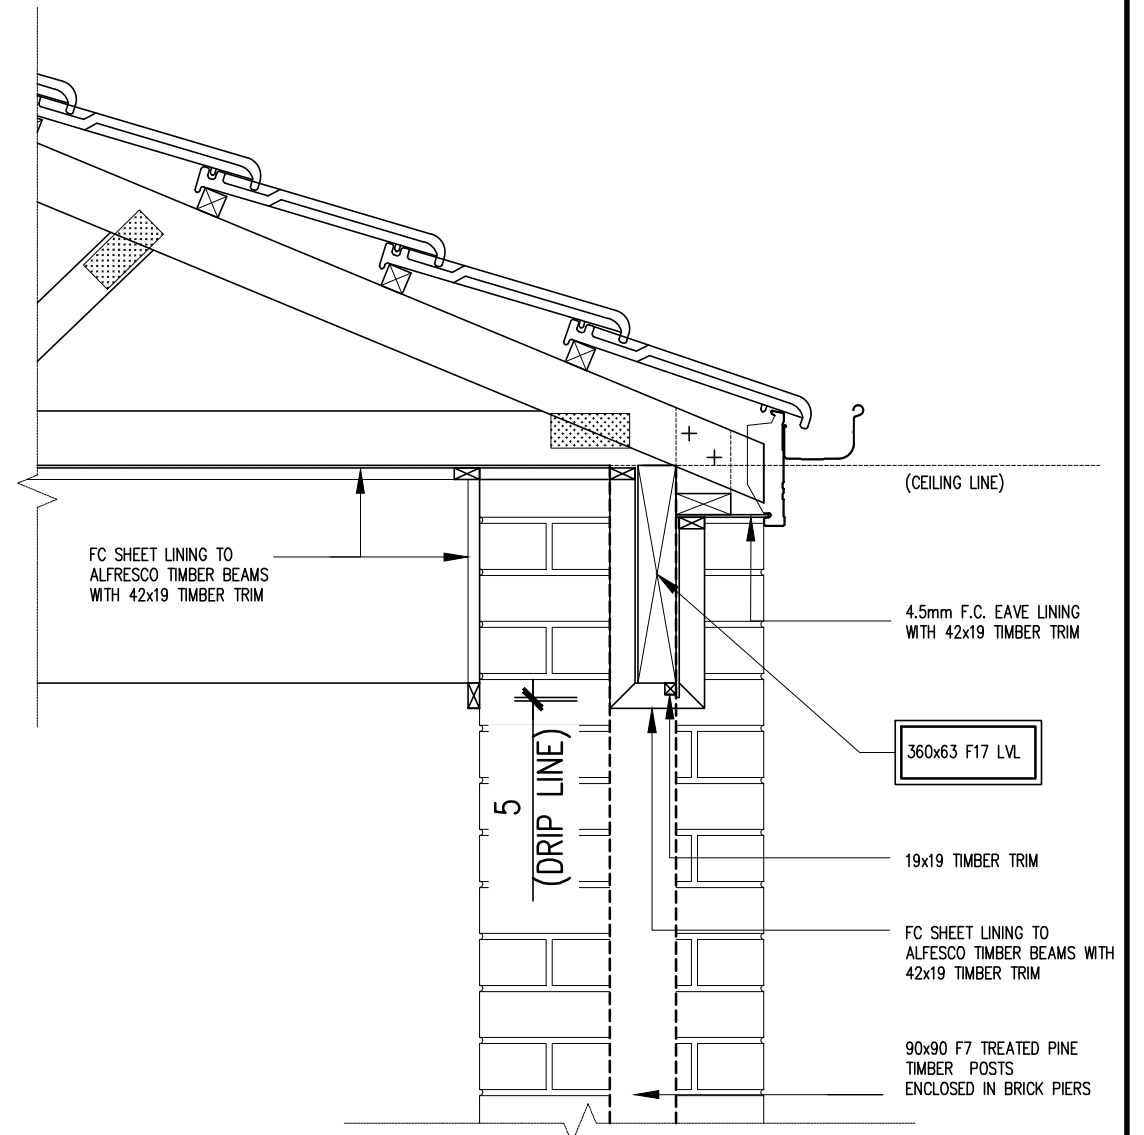 (CEILING LINE)
FC SHEET LINING TO
ALFRESCO TIMBER BEAMS
WITH 42x19 TIMBER TRIM
4.5mm F.C. EAVE LINING
WITH 42x19 TIMBER TRIM
360x63 F17 LVL
5
(DRIP LINE)
19x19 TIMBER TRIM
FC SHEET LINING TO
ALFESCO TIMBER BEAMS WITH
42x19 TIMBER TRIM
90x90 F7 TREATED PINE
TIMBER POSTS
ENCLOSED IN BRICK PIERS